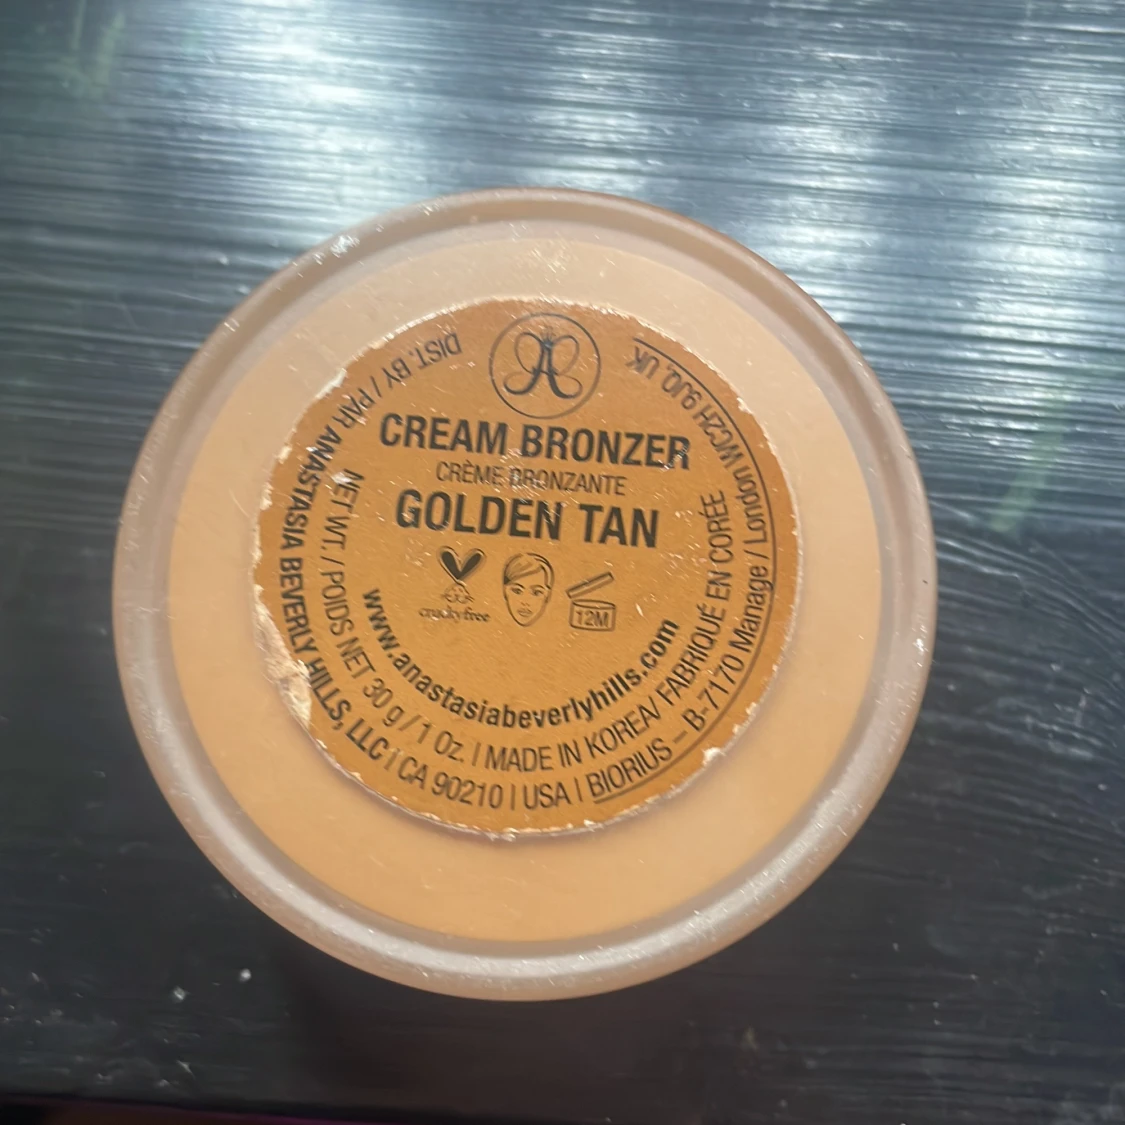 CREAM BRONZER
CRÈME BRONZANTE
GOLDEN TAN
cruelty free
12M
www.anastasiabeverlyhills.com
NET WT. / POIDS NET 30 g / 1 Oz. | MADE IN KOREA/ FABRIQUÉ EN CORÉE
DIST. BY / PAR ANASTASIA BEVERLY HILLS, LLC | CA 90210 | USA | BIORIUS – B-7170 Manage / London WC2H 9JQ, UK